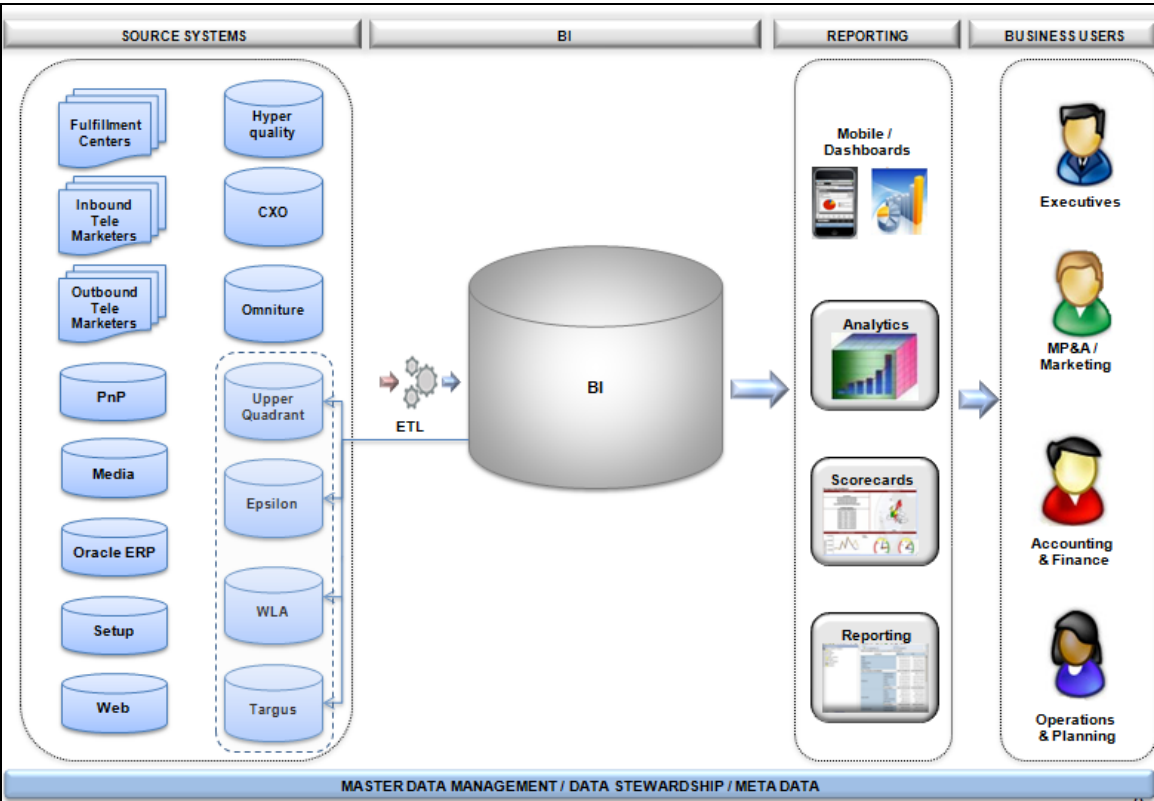 SOURCE SYSTEMS
BI
REPORTING
BUSINESS USERS
Fulfillment
Centers
Hyper
quality
Inbound
Tele
Marketers
CXO
Outbound
Tele
Marketers
Omniture
PnP
Upper
Quadrant
Media
Epsilon
Oracle ERP
WLA
Setup
Targus
Web
ETL
BI
Mobile /
Dashboards
Analytics
Scorecards
Reporting
Executives
MP&A /
Marketing
Accounting
& Finance
Operations
& Planning
MASTER DATA MANAGEMENT / DATA STEWARDSHIP / META DATA